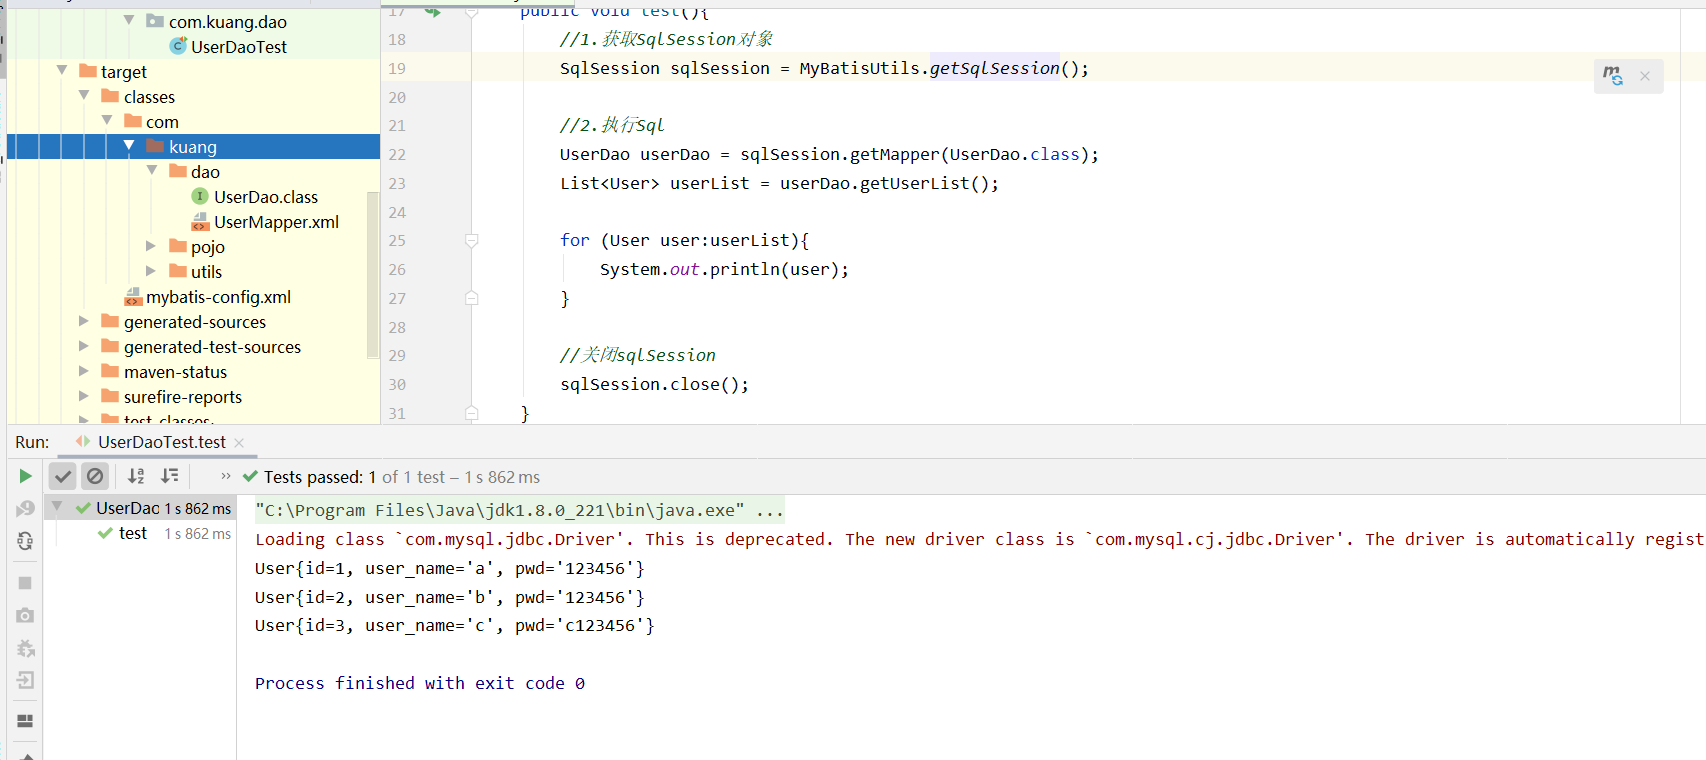 com.kuang.dao
UserDaoTest
target
classes
com
kuang
dao
UserDao.class
UserMapper.xml
pojo
utils
mybatis-config.xml
generated-sources
generated-test-sources
maven-status
surefire-reports
test-classes
17 public void test(){
18 //1.获取SqlSession对象
19 SqlSession sqlSession = MyBatisUtils.getSqlSession();
20
21 //2.执行Sql
22 UserDao userDao = sqlSession.getMapper(UserDao.class);
23 List<User> userList = userDao.getUserList();
24
25 for (User user:userList){
26 System.out.println(user);
27 }
28
29 //关闭sqlSession
30 sqlSession.close();
31 }
Run: UserDaoTest.test
Tests passed: 1 of 1 test – 1 s 862 ms
UserDao 1 s 862 ms
test 1 s 862 ms
"C:\Program Files\Java\jdk1.8.0_221\bin\java.exe" ...
Loading class `com.mysql.jdbc.Driver'. This is deprecated. The new driver class is `com.mysql.cj.jdbc.Driver'. The driver is automatically regist
User{id=1, user_name='a', pwd='123456'}
User{id=2, user_name='b', pwd='123456'}
User{id=3, user_name='c', pwd='c123456'}
Process finished with exit code 0